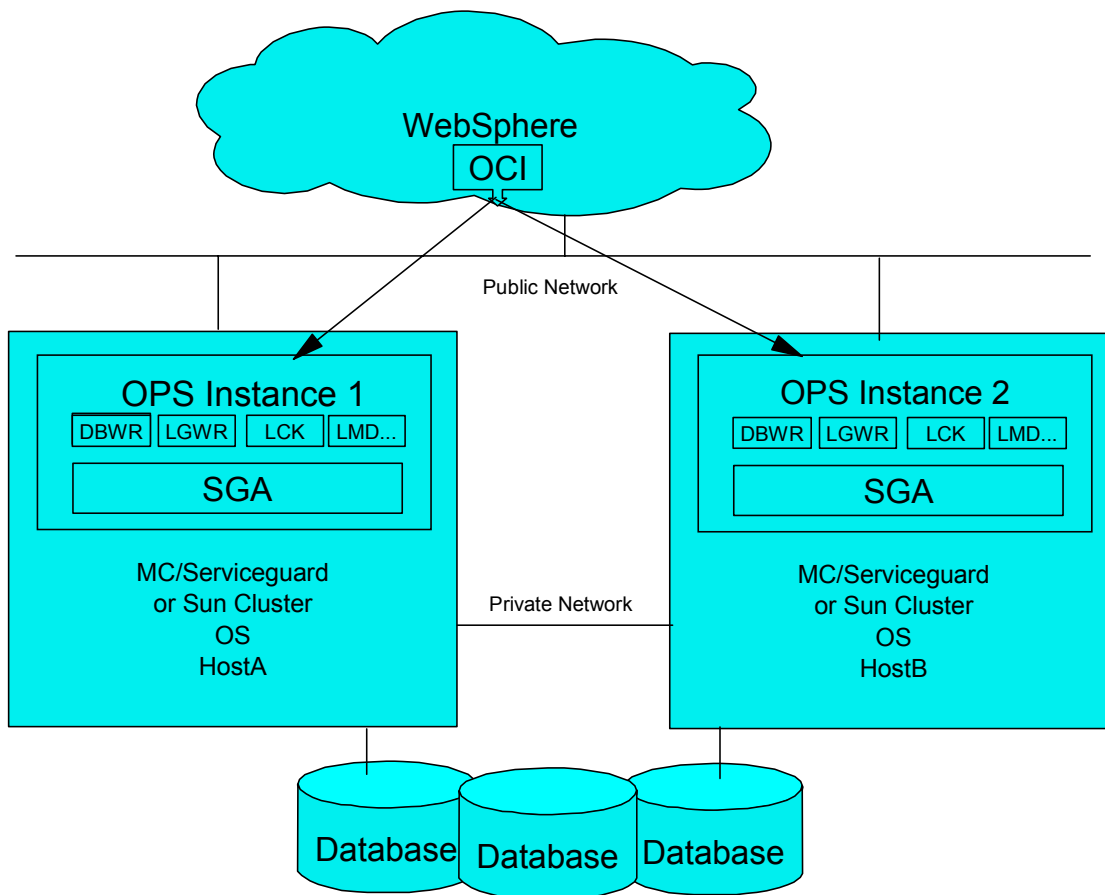 WebSphere
OCI
Public Network
OPS Instance 1
DBWR LGWR LCK LMD...
SGA
MC/Serviceguard
or Sun Cluster
OS
HostA
Private Network
OPS Instance 2
DBWR LGWR LCK LMD...
SGA
MC/Serviceguard
or Sun Cluster
OS
HostB
Database
Database
Database